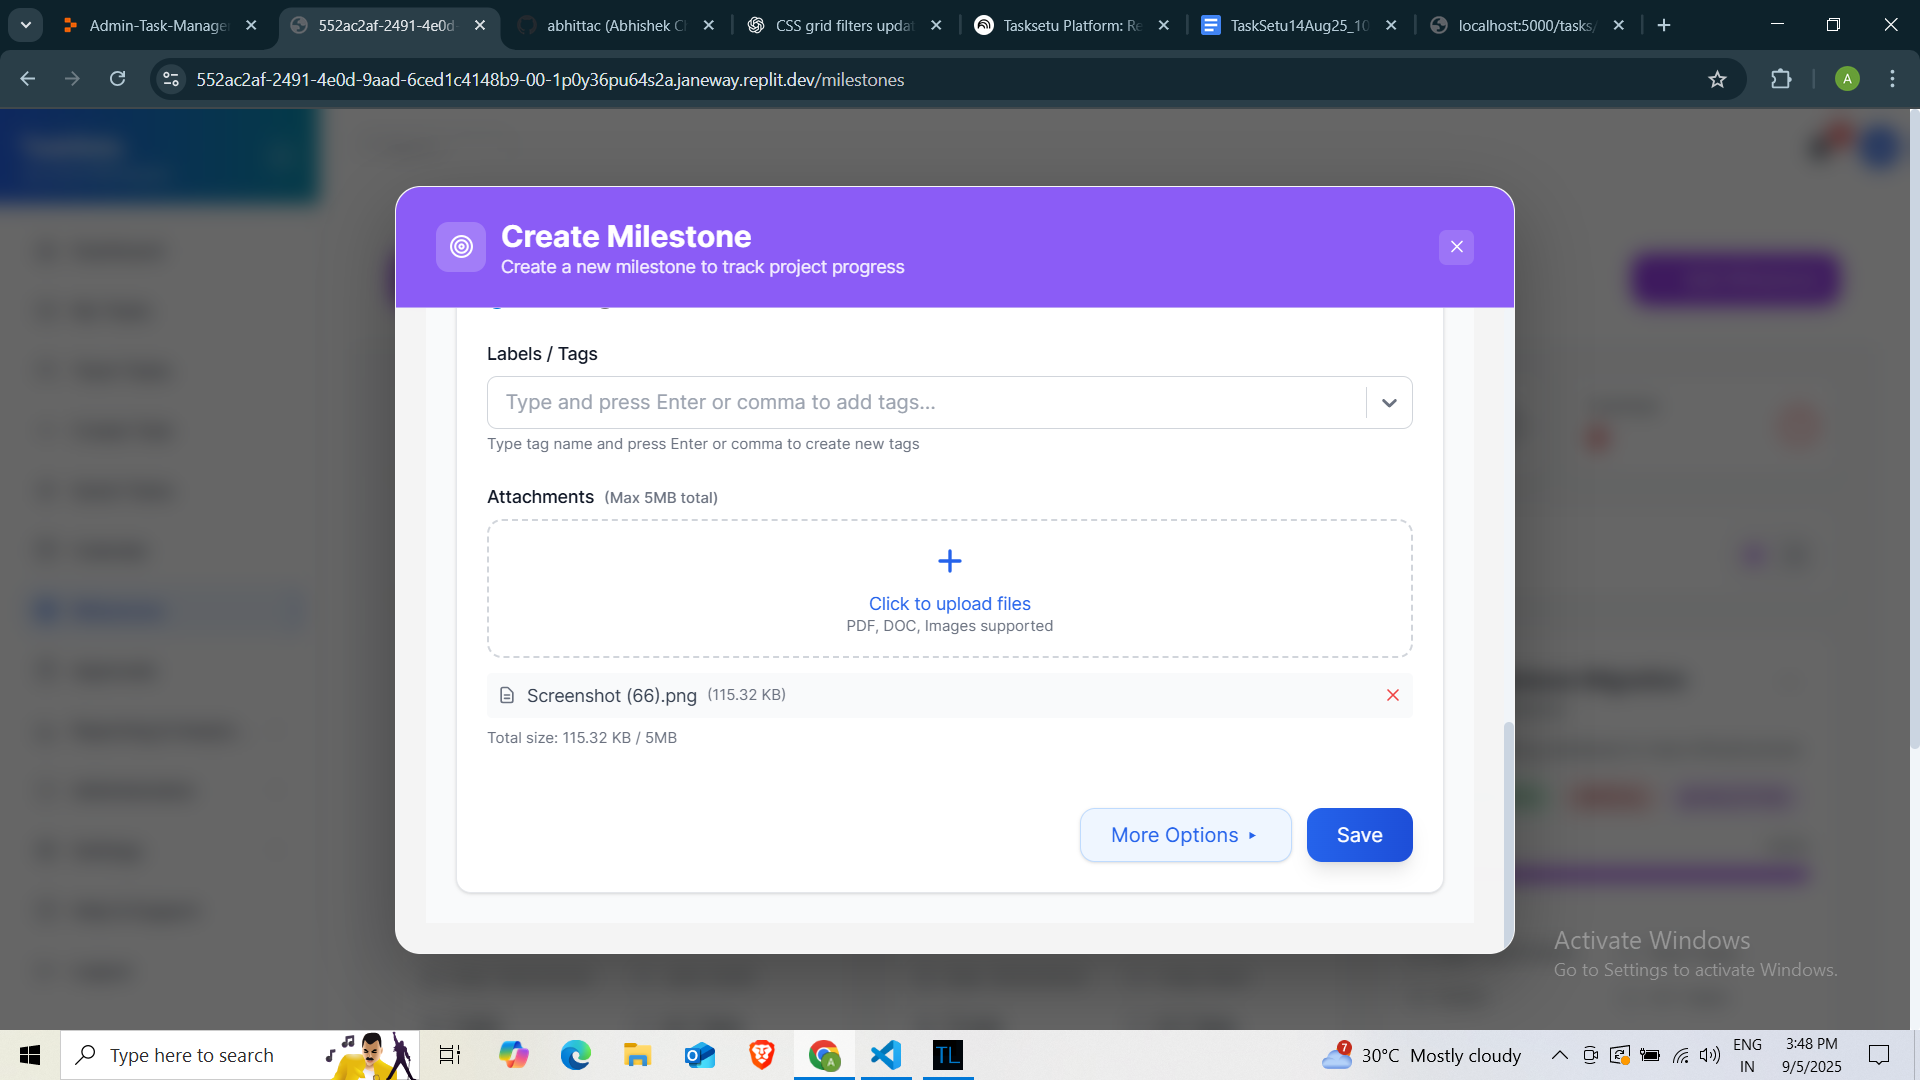 Admin-Task-Manage
552ac2af-2491-4e0d-
abhittac (Abhishek Cl
CSS grid filters updat
Tasksetu Platform: Re
TaskSetu14Aug25_10
localhost:5000/tasks/
552ac2af-2491-4e0d-9aad-6ced1c4148b9-00-1p0y36pu64s2a.janeway.replit.dev/milestones
A
Create Milestone
Create a new milestone to track project progress
Labels / Tags
Type and press Enter or comma to add tags...
Type tag name and press Enter or comma to create new tags
Attachments (Max 5MB total)
Click to upload files
PDF, DOC, Images supported
Screenshot (66).png (115.32 KB)
Total size: 115.32 KB / 5MB
More Options
Save
Activate Windows
Go to Settings to activate Windows.
Type here to search
TL
7
30°C Mostly cloudy
ENG
IN
3:48 PM
9/5/2025